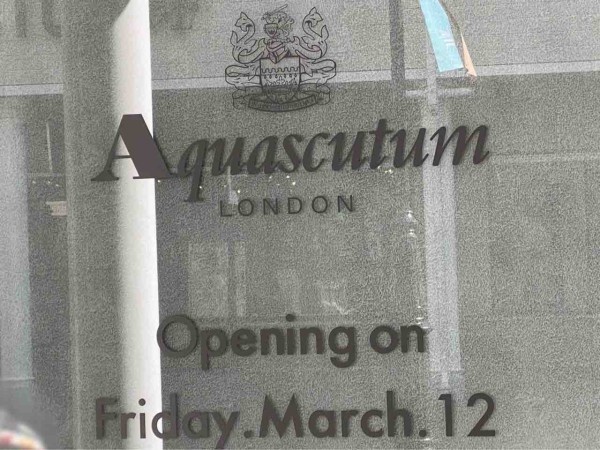 Aquascutum
LONDON
Opening on
Friday.March.12